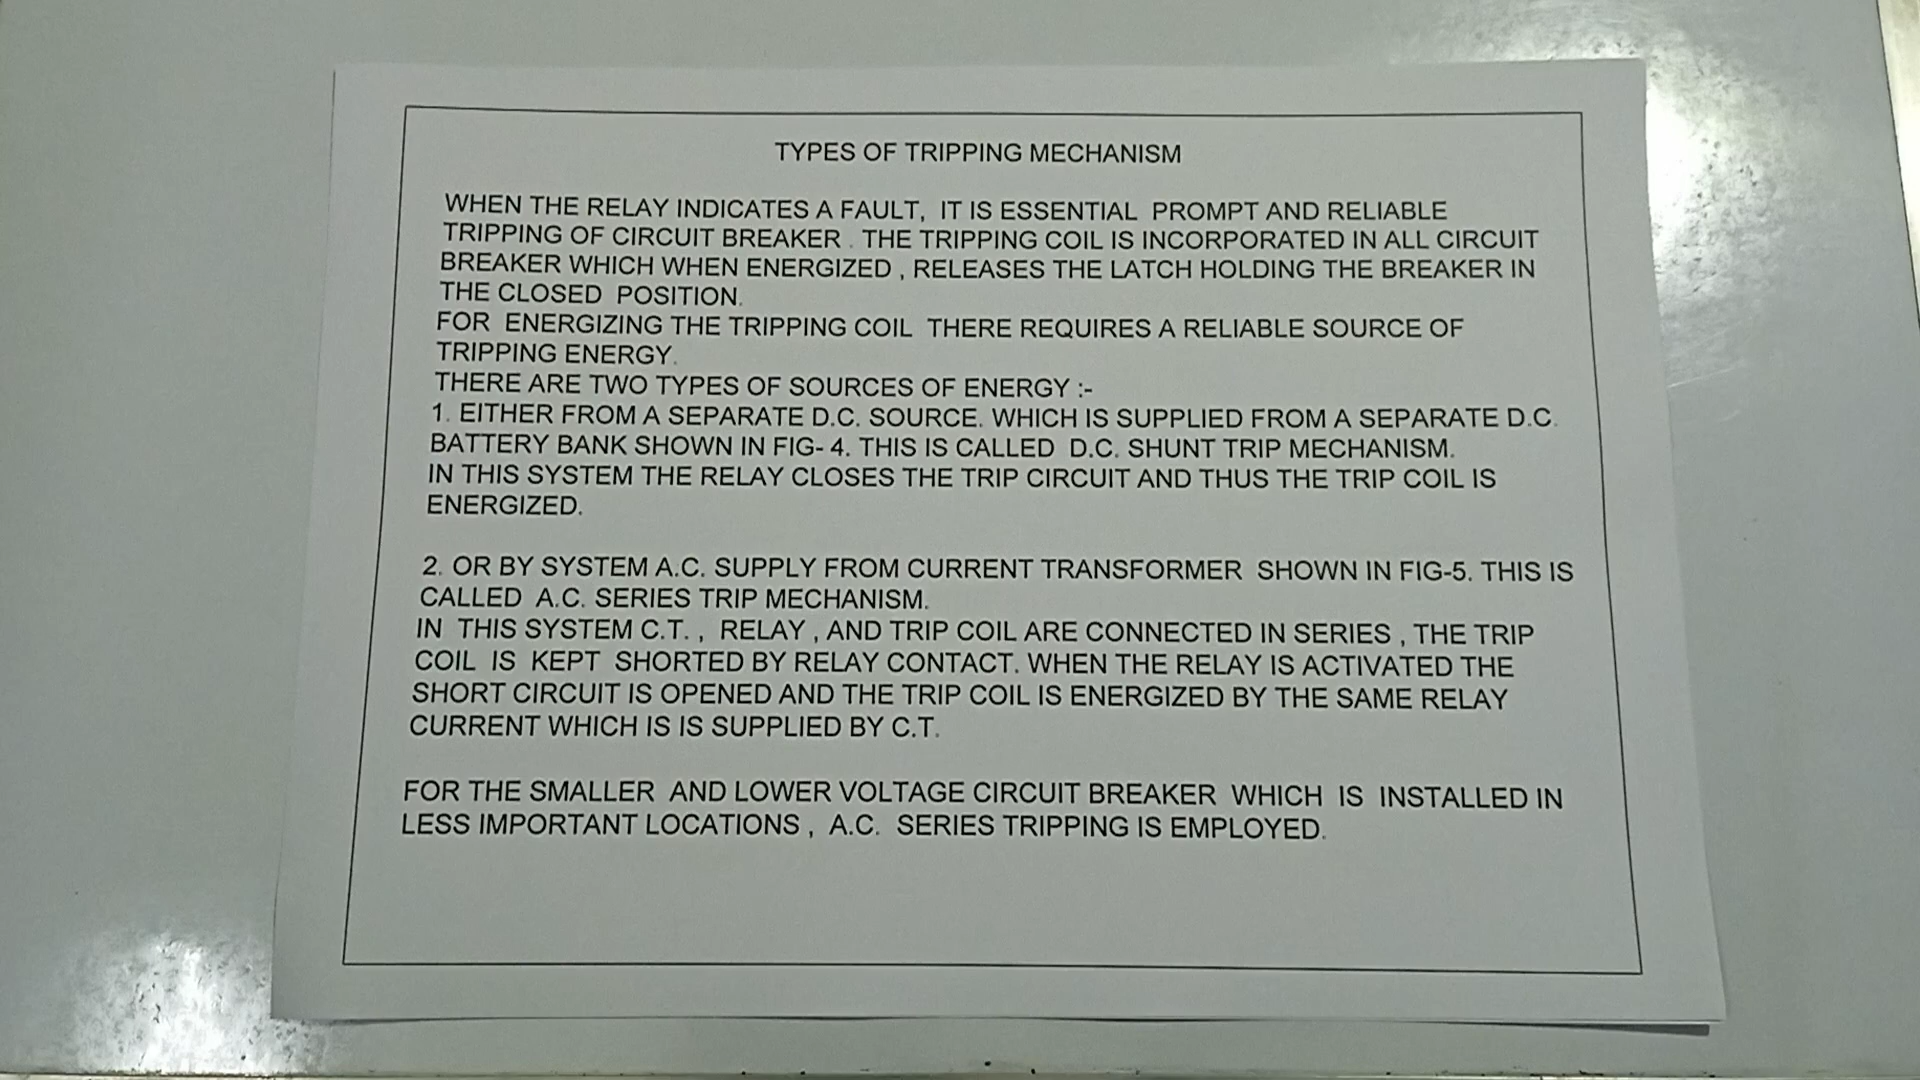 TYPES OF TRIPPING MECHANISM
WHEN THE RELAY INDICATES A FAULT, IT IS ESSENTIAL PROMPT AND RELIABLE
TRIPPING OF CIRCUIT BREAKER . THE TRIPPING COIL IS INCORPORATED IN ALL CIRCUIT
BREAKER WHICH WHEN ENERGIZED , RELEASES THE LATCH HOLDING THE BREAKER IN
THE CLOSED POSITION.
FOR ENERGIZING THE TRIPPING COIL THERE REQUIRES A RELIABLE SOURCE OF
TRIPPING ENERGY.
THERE ARE TWO TYPES OF SOURCES OF ENERGY :-
1. EITHER FROM A SEPARATE D.C. SOURCE. WHICH IS SUPPLIED FROM A SEPARATE D.C.
BATTERY BANK SHOWN IN FIG- 4. THIS IS CALLED D.C. SHUNT TRIP MECHANISM.
IN THIS SYSTEM THE RELAY CLOSES THE TRIP CIRCUIT AND THUS THE TRIP COIL IS
ENERGIZED.
2. OR BY SYSTEM A.C. SUPPLY FROM CURRENT TRANSFORMER SHOWN IN FIG-5. THIS IS
CALLED A.C. SERIES TRIP MECHANISM.
IN THIS SYSTEM C.T. , RELAY , AND TRIP COIL ARE CONNECTED IN SERIES , THE TRIP
COIL IS KEPT SHORTED BY RELAY CONTACT. WHEN THE RELAY IS ACTIVATED THE
SHORT CIRCUIT IS OPENED AND THE TRIP COIL IS ENERGIZED BY THE SAME RELAY
CURRENT WHICH IS IS SUPPLIED BY C.T.
FOR THE SMALLER AND LOWER VOLTAGE CIRCUIT BREAKER WHICH IS INSTALLED IN
LESS IMPORTANT LOCATIONS , A.C. SERIES TRIPPING IS EMPLOYED.